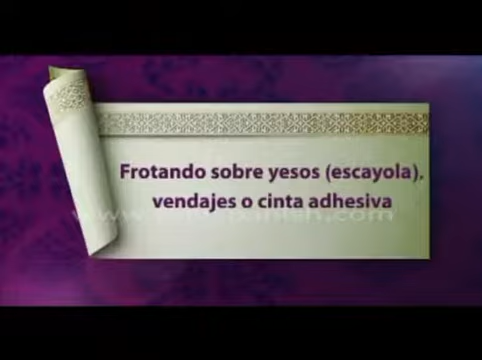 Frotando sobre yesos (escayola),
vendajes o cinta adhesiva